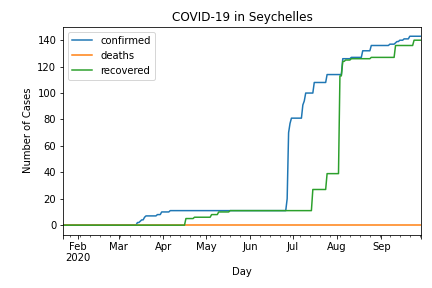 COVID-19 in Seychelles
confirmed
deaths
recovered
Number of Cases
140
120
100
80
60
40
20
0
Feb
2020
Mar
Apr
May
Jun
Jul
Aug
Sep
Day